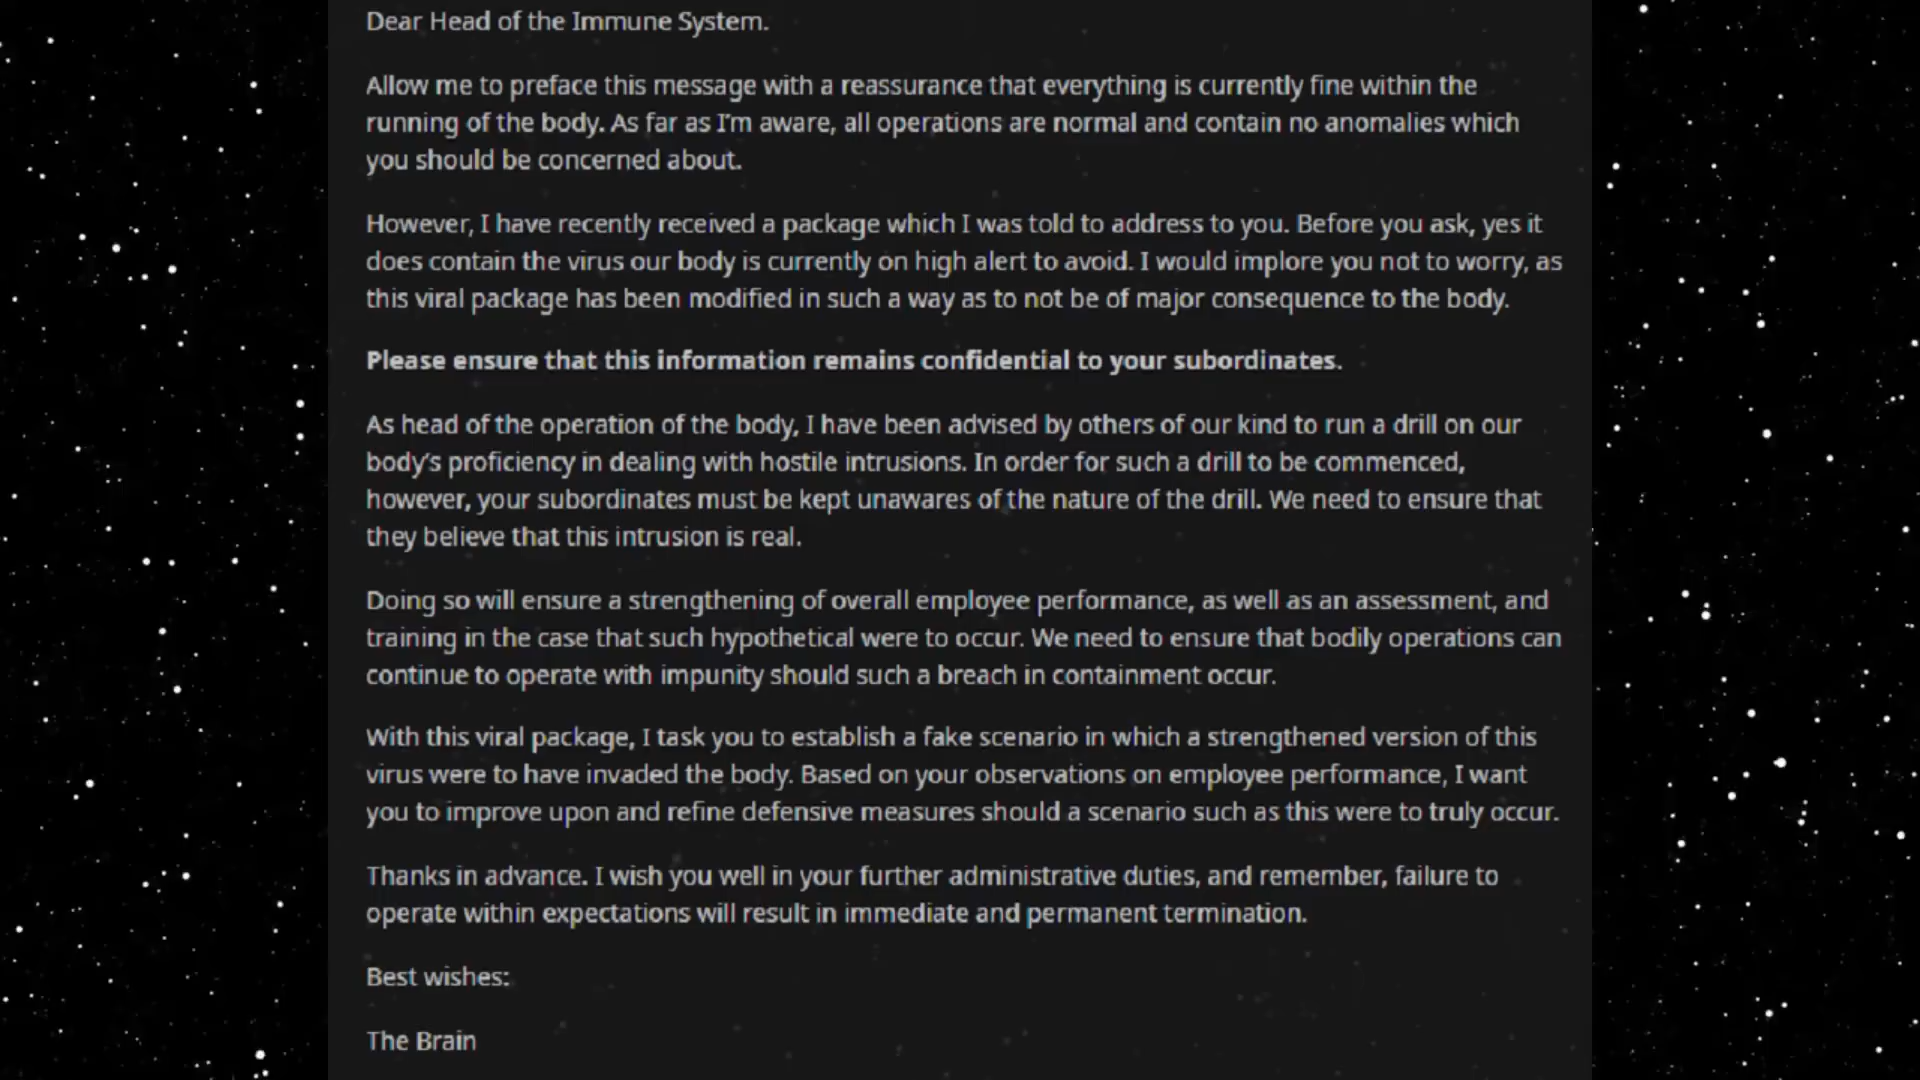 Dear Head of the Immune System.
Allow me to preface this message with a reassurance that everything is currently fine within the
running of the body. As far as I'm aware, all operations are normal and contain no anomalies which
you should be concerned about.
However, I have recently received a package which I was told to address to you. Before you ask, yes it
does contain the virus our body is currently on high alert to avoid. I would implore you not to worry, as
this viral package has been modified in such a way as to not be of major consequence to the body.
Please ensure that this information remains confidential to your subordinates.
As head of the operation of the body, I have been advised by others of our kind to run a drill on our
body's proficiency in dealing with hostile intrusions. In order for such a drill to be commenced,
however, your subordinates must be kept unawares of the nature of the drill. We need to ensure that
they believe that this intrusion is real.
Doing so will ensure a strengthening of overall employee performance, as well as an assessment, and
training in the case that such hypothetical were to occur. We need to ensure that bodily operations can
continue to operate with impunity should such a breach in containment occur.
With this viral package, I task you to establish a fake scenario in which a strengthened version of this
virus were to have invaded the body. Based on your observations on employee performance, I want
you to improve upon and refine defensive measures should a scenario such as this were to truly occur.
Thanks in advance. I wish you well in your further administrative duties, and remember, failure to
operate within expectations will result in immediate and permanent termination.
Best wishes:
The Brain